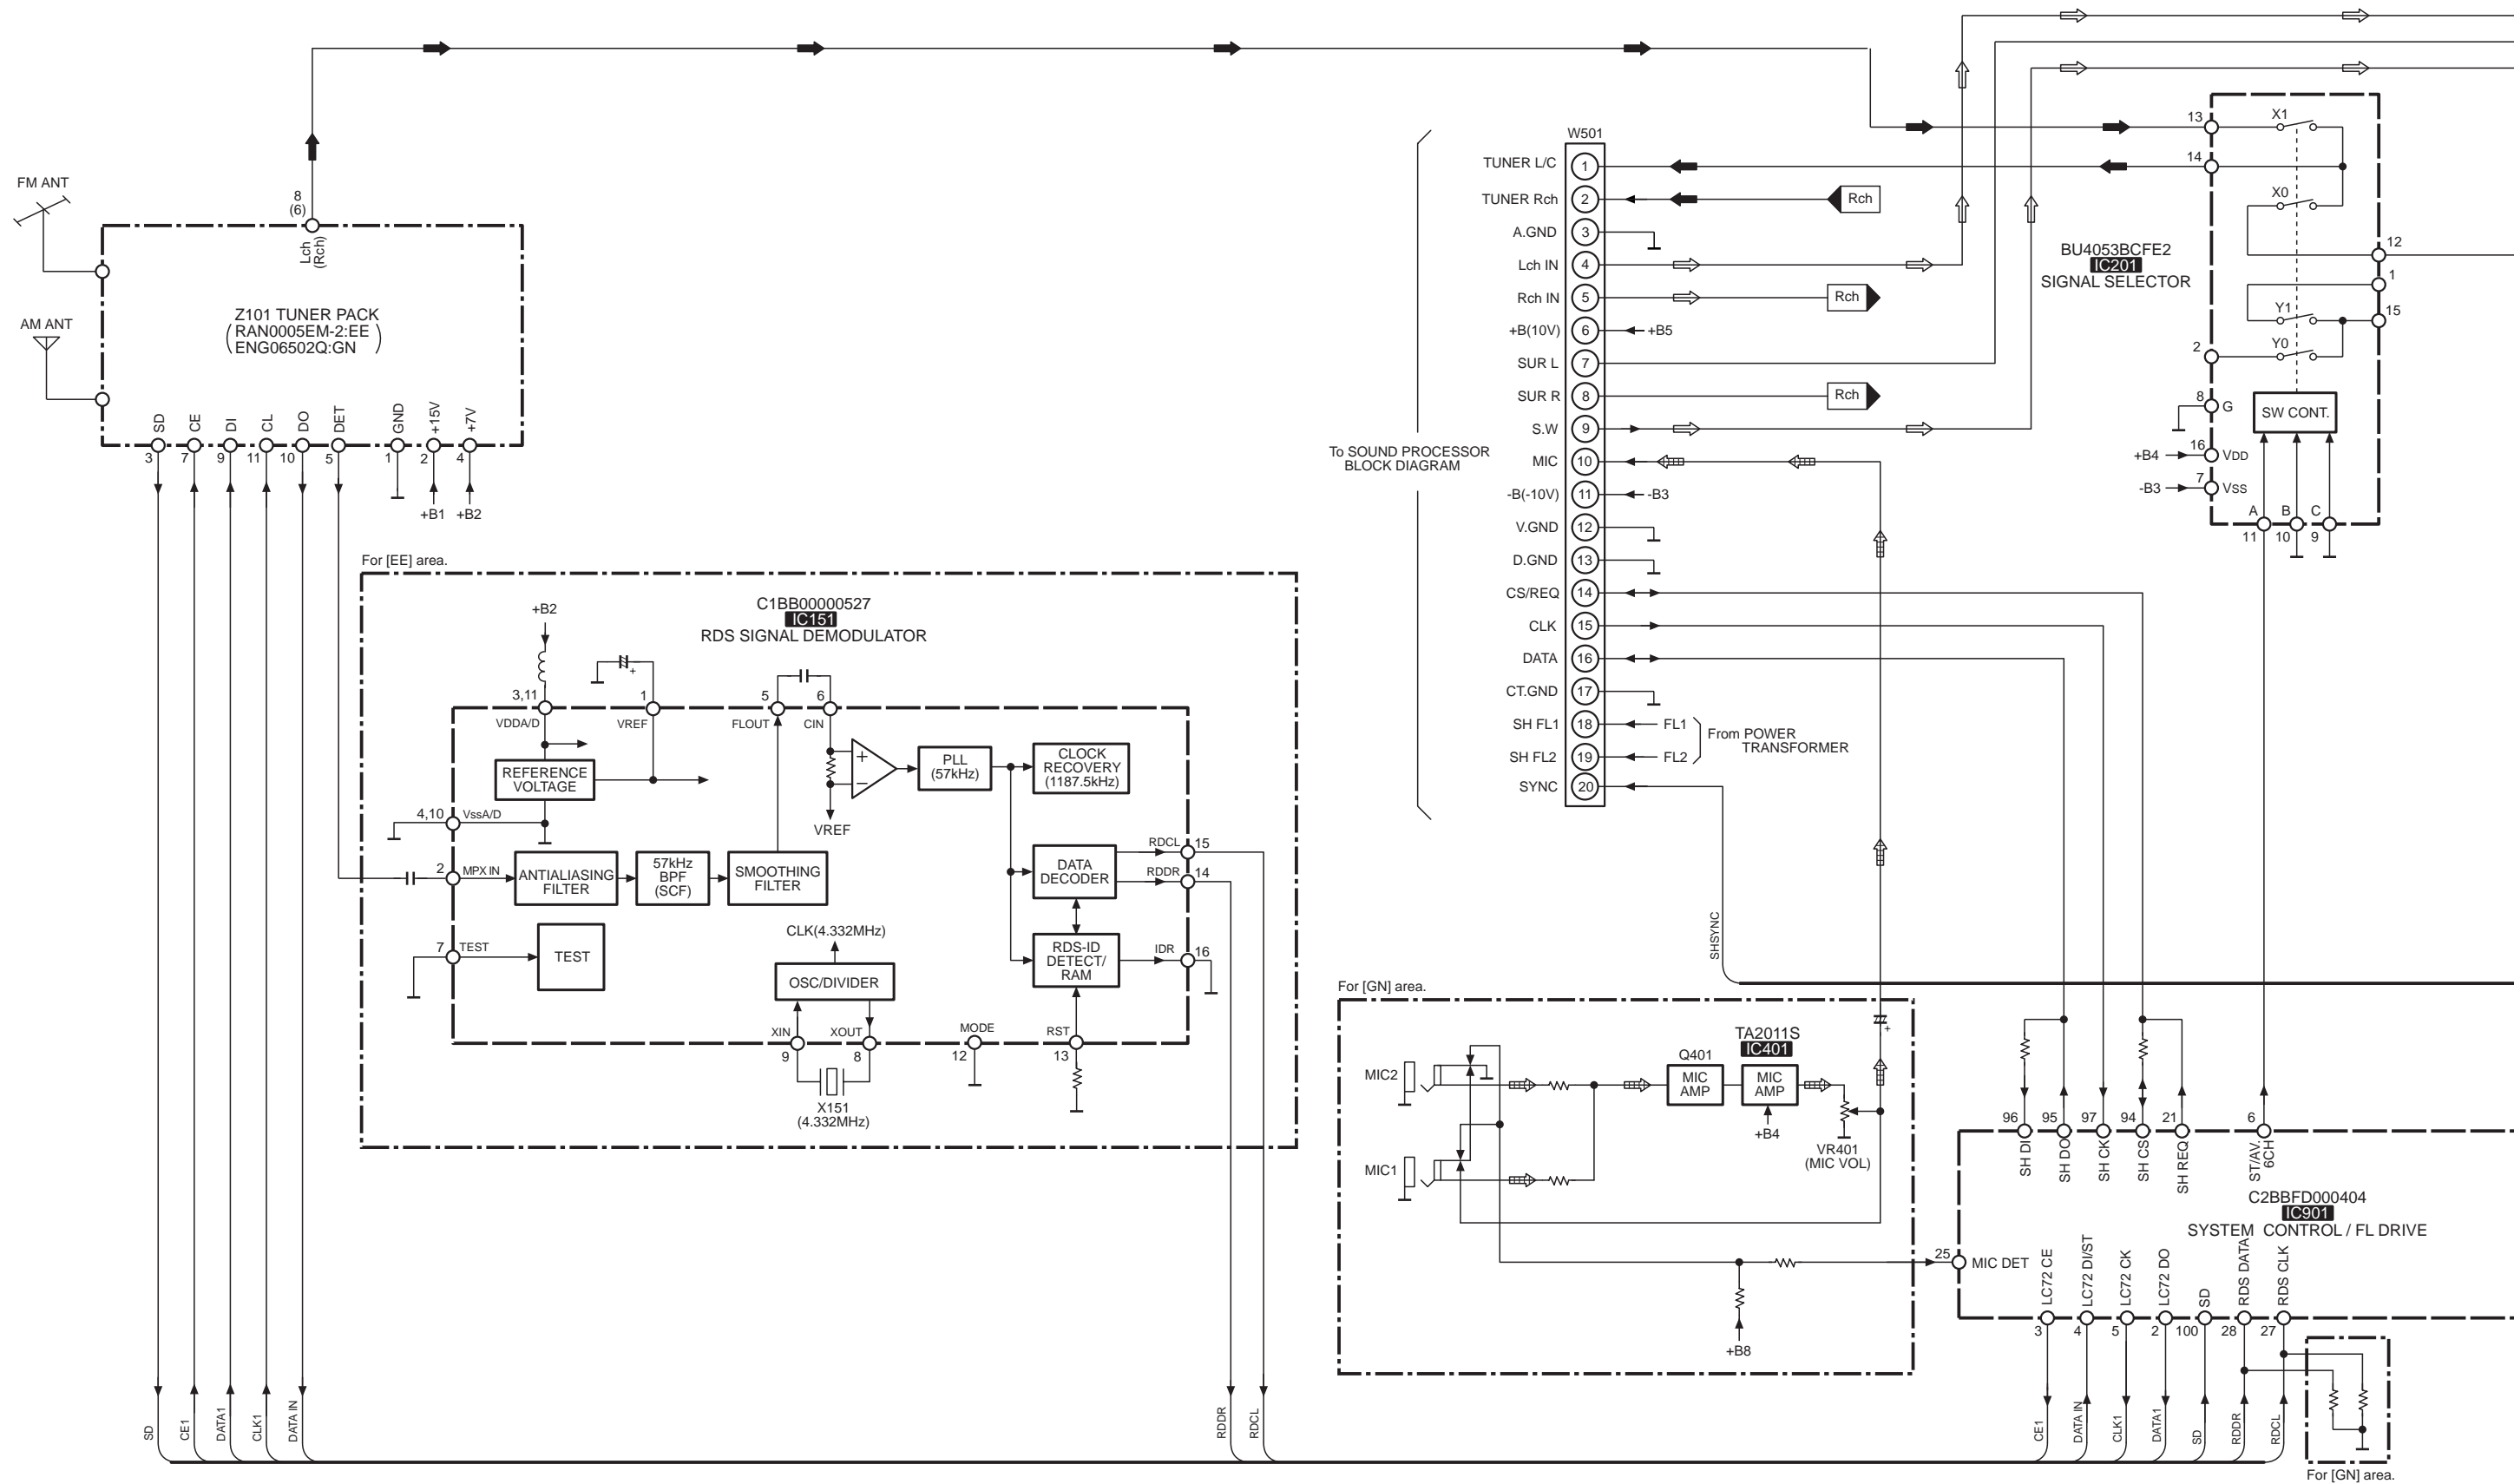 FM ANT
AM ANT
8
(6)
Lch
(Rch)
Z101 TUNER PACK
RAN0005EM-2:EE
ENG06502Q:GN
SD
CE
DI
CL
DO
DET
GND
+15V
+7V
3
7
9
11
10
5
1
2
4
+B1
+B2
For [EE] area.
C1BB00000527
IC151
RDS SIGNAL DEMODULATOR
+B2
+
3,11
1
5
6
VDDA/D
VREF
FLOUT
CIN
REFERENCE
VOLTAGE
+
−
VREF
PLL
(57kHz)
CLOCK
RECOVERY
(1187.5kHz)
4,10
VssA/D
2
MPX IN
ANTIALIASING
FILTER
57kHz
BPF
(SCF)
SMOOTHING
FILTER
DATA
DECODER
RDCL
15
RDDR
14
7
TEST
TEST
CLK(4.332MHz)
OSC/DIVIDER
RDS-ID
DETECT/
RAM
IDR
16
XIN
XOUT
MODE
RST
9
8
12
13
X151
(4.332MHz)
SD
CE1
DATA1
CLK1
DATA IN
RDDR
RDCL
To SOUND PROCESSOR
BLOCK DIAGRAM
W501
TUNER L/C
1
TUNER Rch
2
Rch
A.GND
3
Lch IN
4
Rch IN
5
Rch
+B(10V)
6
+B5
SUR L
7
SUR R
8
Rch
S.W
9
MIC
10
-B(-10V)
11
-B3
V.GND
12
D.GND
13
CS/REQ
14
CLK
15
DATA
16
CT.GND
17
SH FL1
18
FL1
SH FL2
19
FL2
From POWER
TRANSFORMER
SYNC
20
SHSYNC
BU4053BCFE2
IC201
SIGNAL SELECTOR
13
X1
14
X0
12
1
Y1
15
2
Y0
8
G
SW CONT.
+B4
16
VDD
-B3
7
VSS
A
B
C
11
10
9
For [GN] area.
MIC2
MIC1
Q401
MIC
AMP
TA2011S
IC401
MIC
AMP
+B4
+
VR401
(MIC VOL)
+B8
25
MIC DET
96
95
97
94
21
6
SH DI
SH DO
SH CK
SH CS
SH REQ
ST/AV.
6CH
C2BBFD000404
IC901
SYSTEM CONTROL / FL DRIVE
LC72 CE
LC72 DI/ST
LC72 CK
LC72 DO
SD
RDS DATA
RDS CLK
3
4
5
2
100
28
27
CE1
DATA IN
CLK1
DATA1
SD
RDDR
RDCL
For [GN] area.